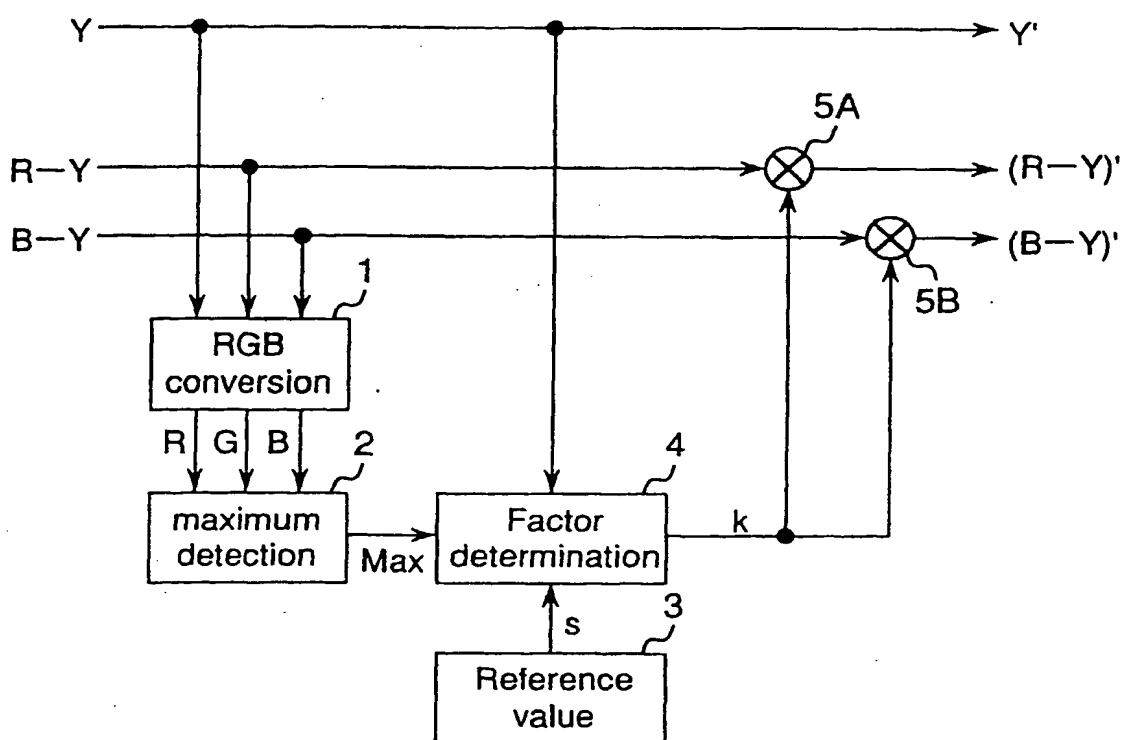 Y
Y'
5A
R—Y
(R—Y)'
B—Y
(B—Y)'
5B
1
RGB
conversion
R G B
2
maximum
detection
Max
4
Factor
determination
k
s
3
Reference
value